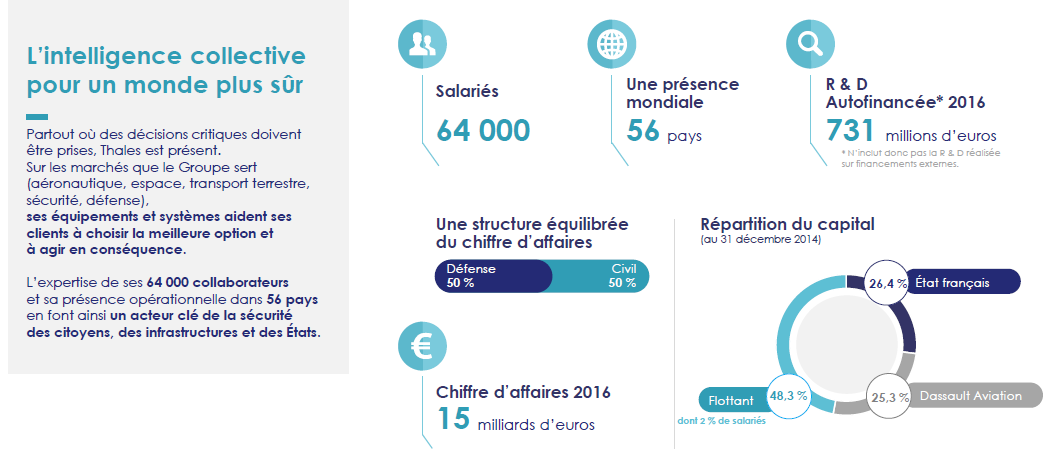 L'intelligence collective
pour un monde plus sûr
Partout où des décisions critiques doivent
être prises, Thales est présent.
Sur les marchés que le Groupe sert
(aéronautique, espace, transport terrestre,
sécurité, défense),
ses équipements et systèmes aident ses
clients à choisir la meilleure option et
à agir en conséquence.
L'expertise de ses 64 000 collaborateurs
et sa présence opérationnelle dans 56 pays
en font ainsi un acteur clé de la sécurité
des citoyens, des infrastructures et des États.
Salariés
64 000
Une présence
mondiale
56 pays
R & D
Autofinancée* 2016
731 millions d'euros
* N'inclut donc pas la R & D réalisée
sur financements externes.
Une structure équilibrée
du chiffre d'affaires
Défense
50 %
Civil
50 %
€
Chiffre d'affaires 2016
15 milliards d'euros
Répartition du capital
(au 31 décembre 2014)
26,4 %
État français
Flottant
48,3 %
dont 2 % de salariés
25,3 %
Dassault Aviation